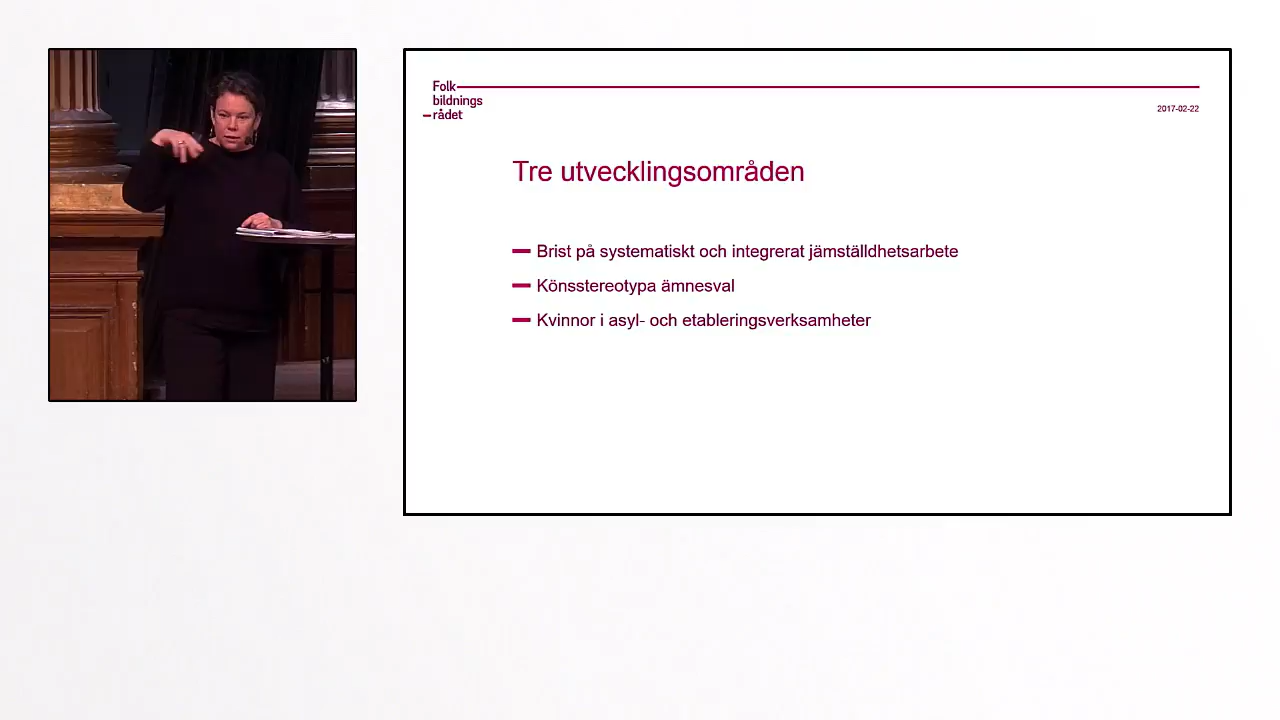 Folk
bildnings
rådet
2017-02-22
Tre utvecklingsområden
Brist på systematiskt och integrerat jämställdhetsarbete
Könsstereotypa ämnesval
Kvinnor i asyl- och etableringsverksamheter